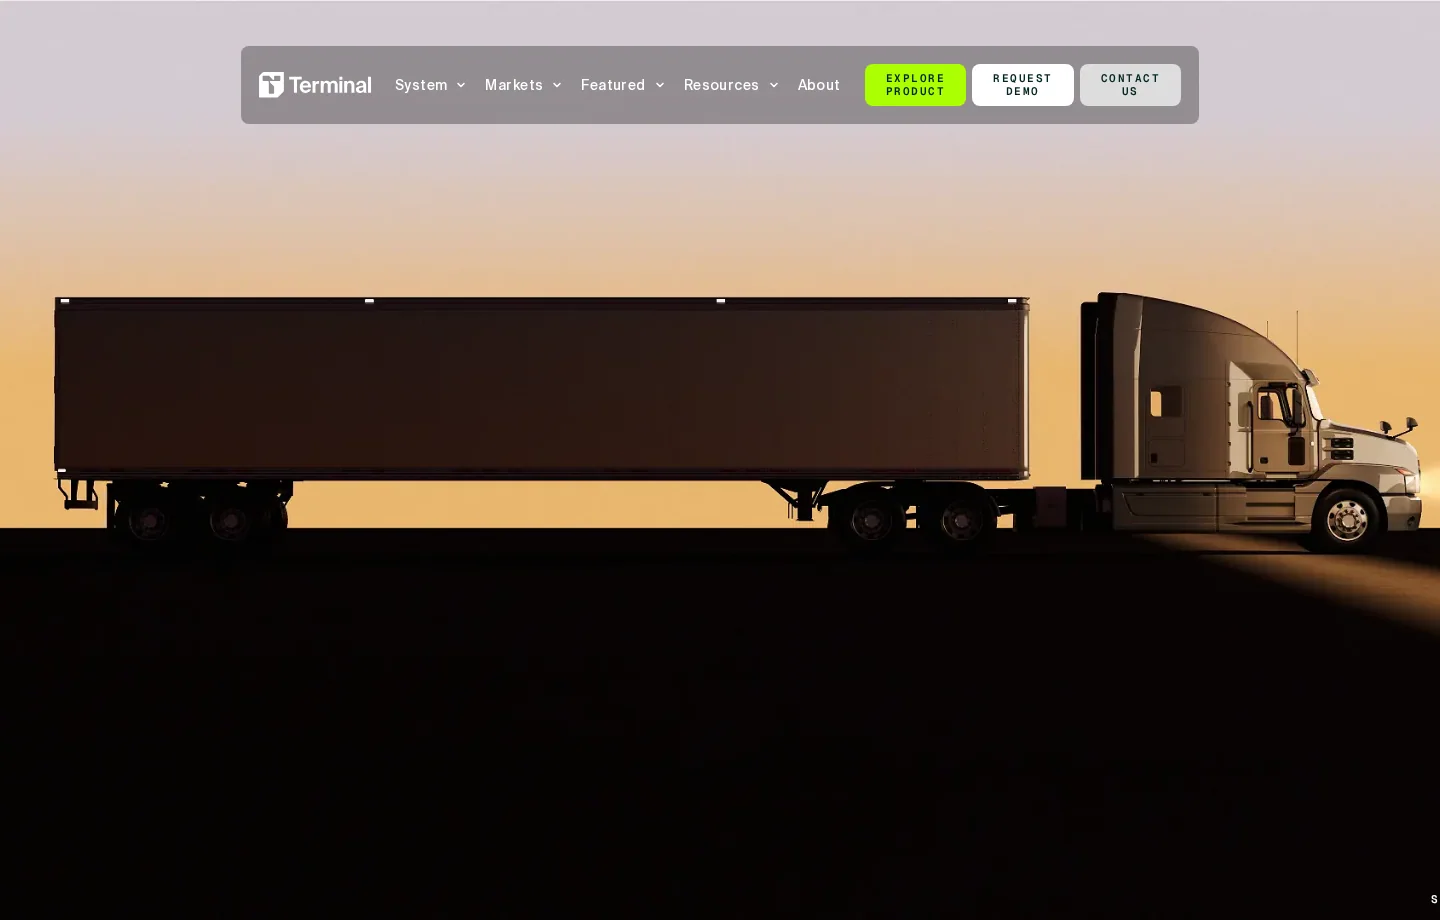 Terminal
System
Markets
Featured
Resources
About
EXPLORE
PRODUCT
REQUEST
DEMO
CONTACT
US
S